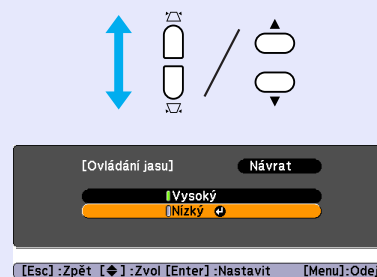 [Ovládání jasu] Návrat
Vysoký
Nízký
[Esc] :Zpět [◆] :Zvol [Enter] :Nastavit [Menu]:Odej